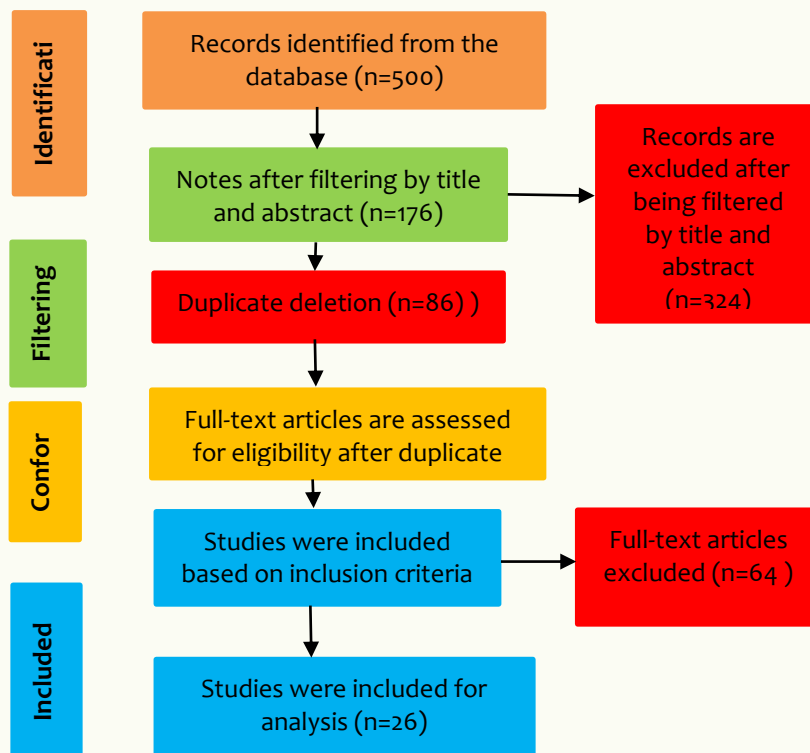 Identificati
Records identified from the
database (n=500)
Notes after filtering by title
and abstract (n=176)
Records are
excluded after
being filtered
by title and
abstract
(n=324)
Filtering
Duplicate deletion (n=86) )
Confor
Full-text articles are assessed
for eligibility after duplicate
Studies were included
based on inclusion criteria
Full-text articles
excluded (n=64 )
Included
Studies were included for
analysis (n=26)